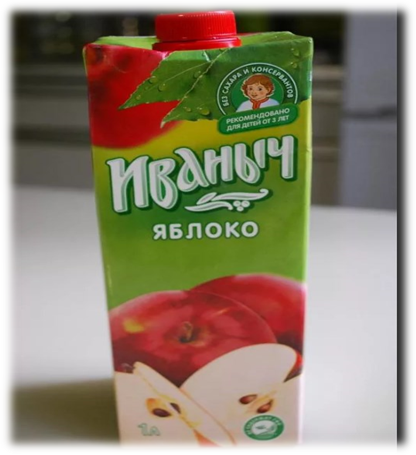 БЕЗ САХАРА И КОНСЕРВАНТОВ
РЕКОМЕНДОВАНО
ДЛЯ ДЕТЕЙ ОТ 3 ЛЕТ
Иваныч
ЯБЛОКО
1л